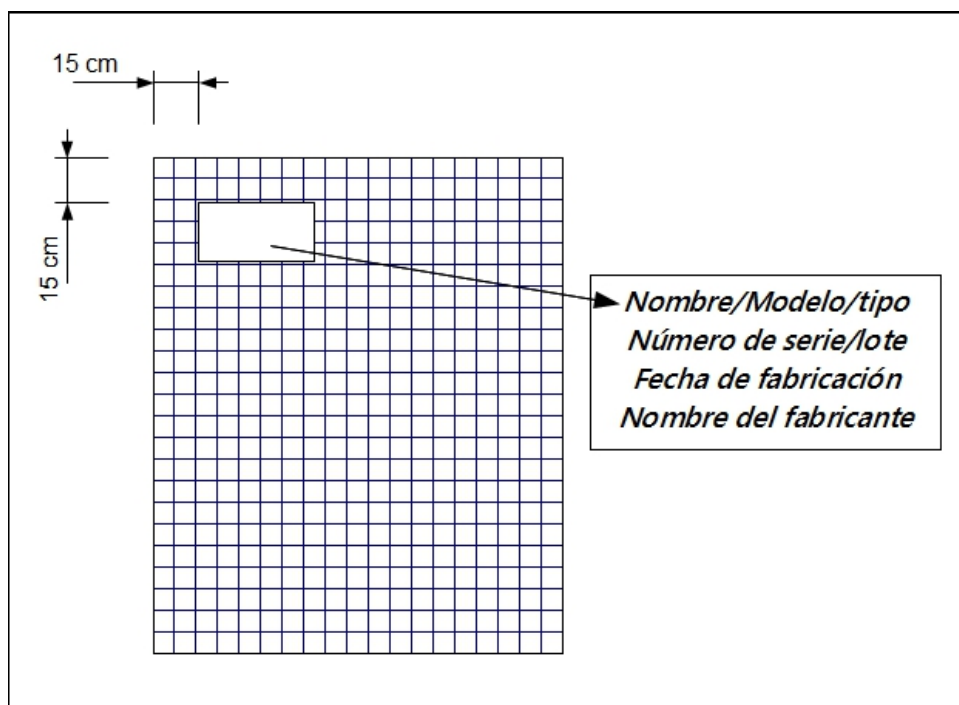 15 cm
15 cm
Nombre/Modelo/tipo
Número de serie/lote
Fecha de fabricación
Nombre del fabricante